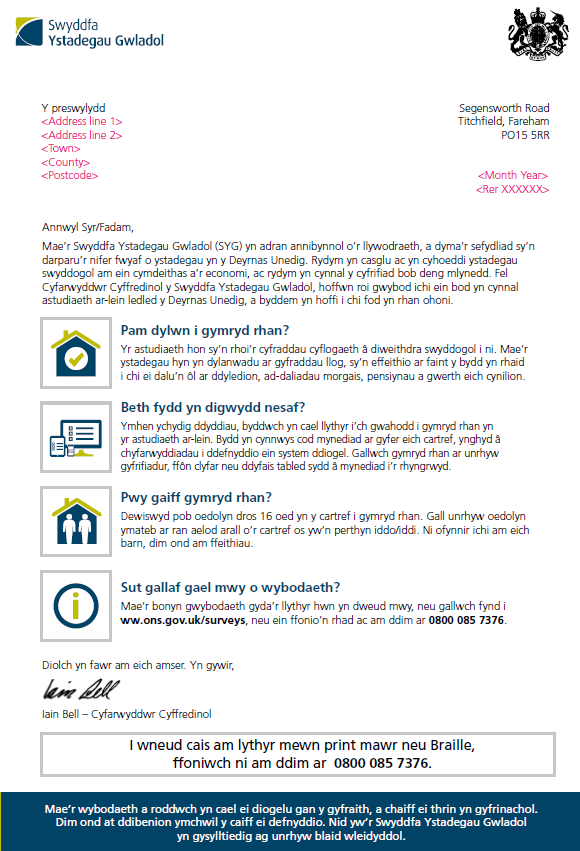 Swyddfa
Ystadegau Gwladol
Y preswylydd
<Address line 1>
<Address line 2>
<Town>
<County>
<Postcode>
Segensworth Road
Titchfield, Fareham
PO15 5RR
<Month Year>
<Rer XXXXXX>
Annwyl Syr/Fadam,
Mae'r Swyddfa Ystadegau Gwladol (SYG) yn adran annibynnol o'r llywodraeth, a dyma'r sefydliad sy'n
darparu'r nifer fwyaf o ystadegau yn y Deyrnas Unedig. Rydym yn casglu ac yn cyhoeddi ystadegau
swyddogol am ein cymdeithas a'r economi, ac rydym yn cynnal y cyfrifiad bob deng mlynedd. Fel
Cyfarwyddwr Cyffredinol y Swyddfa Ystadegau Gwladol, hoffwn roi gwybod ichi ein bod yn cynnal
astudiaeth ar-lein ledled y Deyrnas Unedig, a byddem yn hoffi i chi fod yn rhan ohoni.
Pam dylwn i gymryd rhan?
Yr astudiaeth hon sy'n rhoi'r cyfraddau cyflogaeth â diweithdra swyddogol i ni. Mae'r
ystadegau hyn yn dylanwadu ar gyfraddau llog, sy'n effeithio ar faint y bydd yn rhaid
i chi ei dalu'n ôl ar ddyledion, ad-daliadau morgais, pensiynau a gwerth eich cynilion.
Beth fydd yn digwydd nesaf?
Ymhen ychydig ddyddiau, byddwch yn cael llythyr i'ch gwahodd i gymryd rhan yn
yr astudiaeth ar-lein. Bydd yn cynnwys cod mynediad ar gyfer eich cartref, ynghyd â
chyfarwyddiadau i ddefnyddio ein system ddiogel. Gallwch gymryd rhan ar unrhyw
gyfrifiadur, ffôn clyfar neu ddyfais tabled sydd â mynediad i'r rhyngrwyd.
Pwy gaiff gymryd rhan?
Dewiswyd pob oedolyn dros 16 oed yn y cartref i gymryd rhan. Gall unrhyw oedolyn
ymateb ar ran aelod arall o'r cartref os yw'n perthyn iddo/iddi. Ni ofynnir ichi am eich
barn, dim ond am ffeithiau.
Sut gallaf gael mwy o wybodaeth?
Mae'r bonyn gwybodaeth gyda'r llythyr hwn yn dweud mwy, neu gallwch fynd i
ww.ons.gov.uk/surveys, neu ein ffonio'n rhad ac am ddim ar 0800 085 7376.
Diolch yn fawr am eich amser. Yn gywir,
Iain Bell
Iain Bell – Cyfarwyddwr Cyffredinol
I wneud cais am lythyr mewn print mawr neu Braille,
ffoniwch ni am ddim ar 0800 085 7376.
Mae'r wybodaeth a roddwch yn cael ei diogelu gan y gyfraith, a chaiff ei thrin yn gyfrinachol.
Dim ond at ddibenion ymchwil y caiff ei defnyddio. Nid yw'r Swyddfa Ystadegau Gwladol
yn gysylltiedig ag unrhyw blaid wleidyddol.